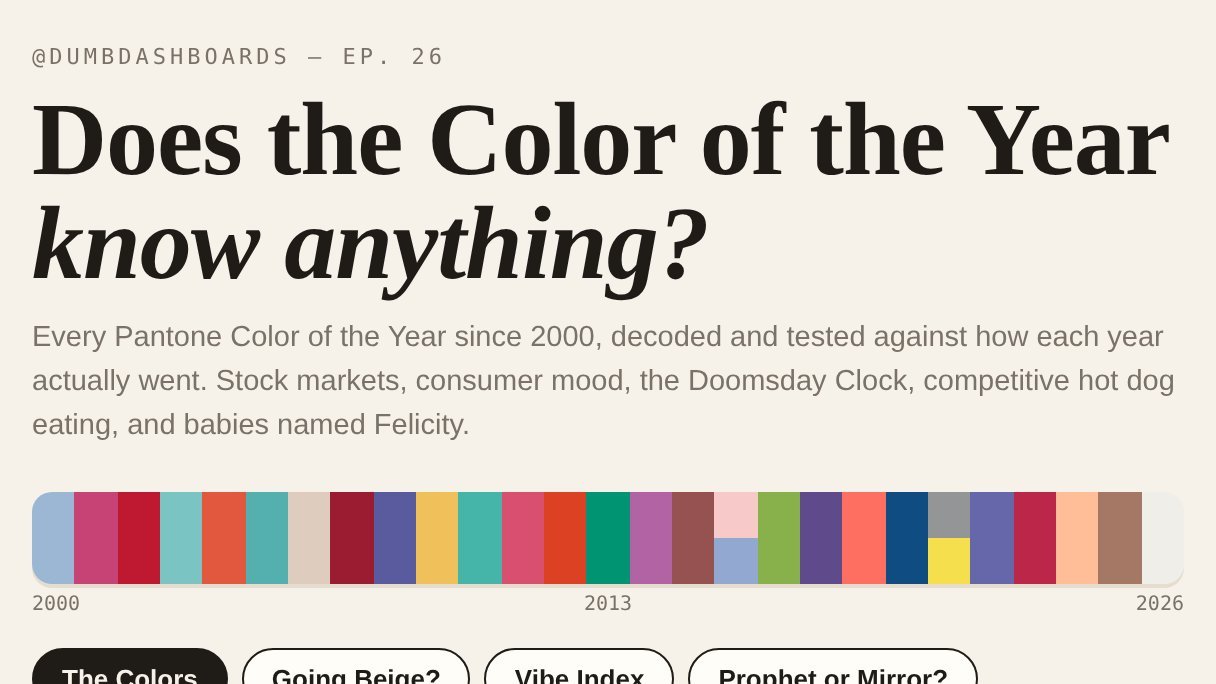 @DUMBDASHBOARDS — EP. 26
Does the Color of the Year
know anything?
Every Pantone Color of the Year since 2000, decoded and tested against how each year
actually went. Stock markets, consumer mood, the Doomsday Clock, competitive hot dog
eating, and babies named Felicity.
2000 2013 2026
The Colors Going Beige? Vibe Index Prophet or Mirror?